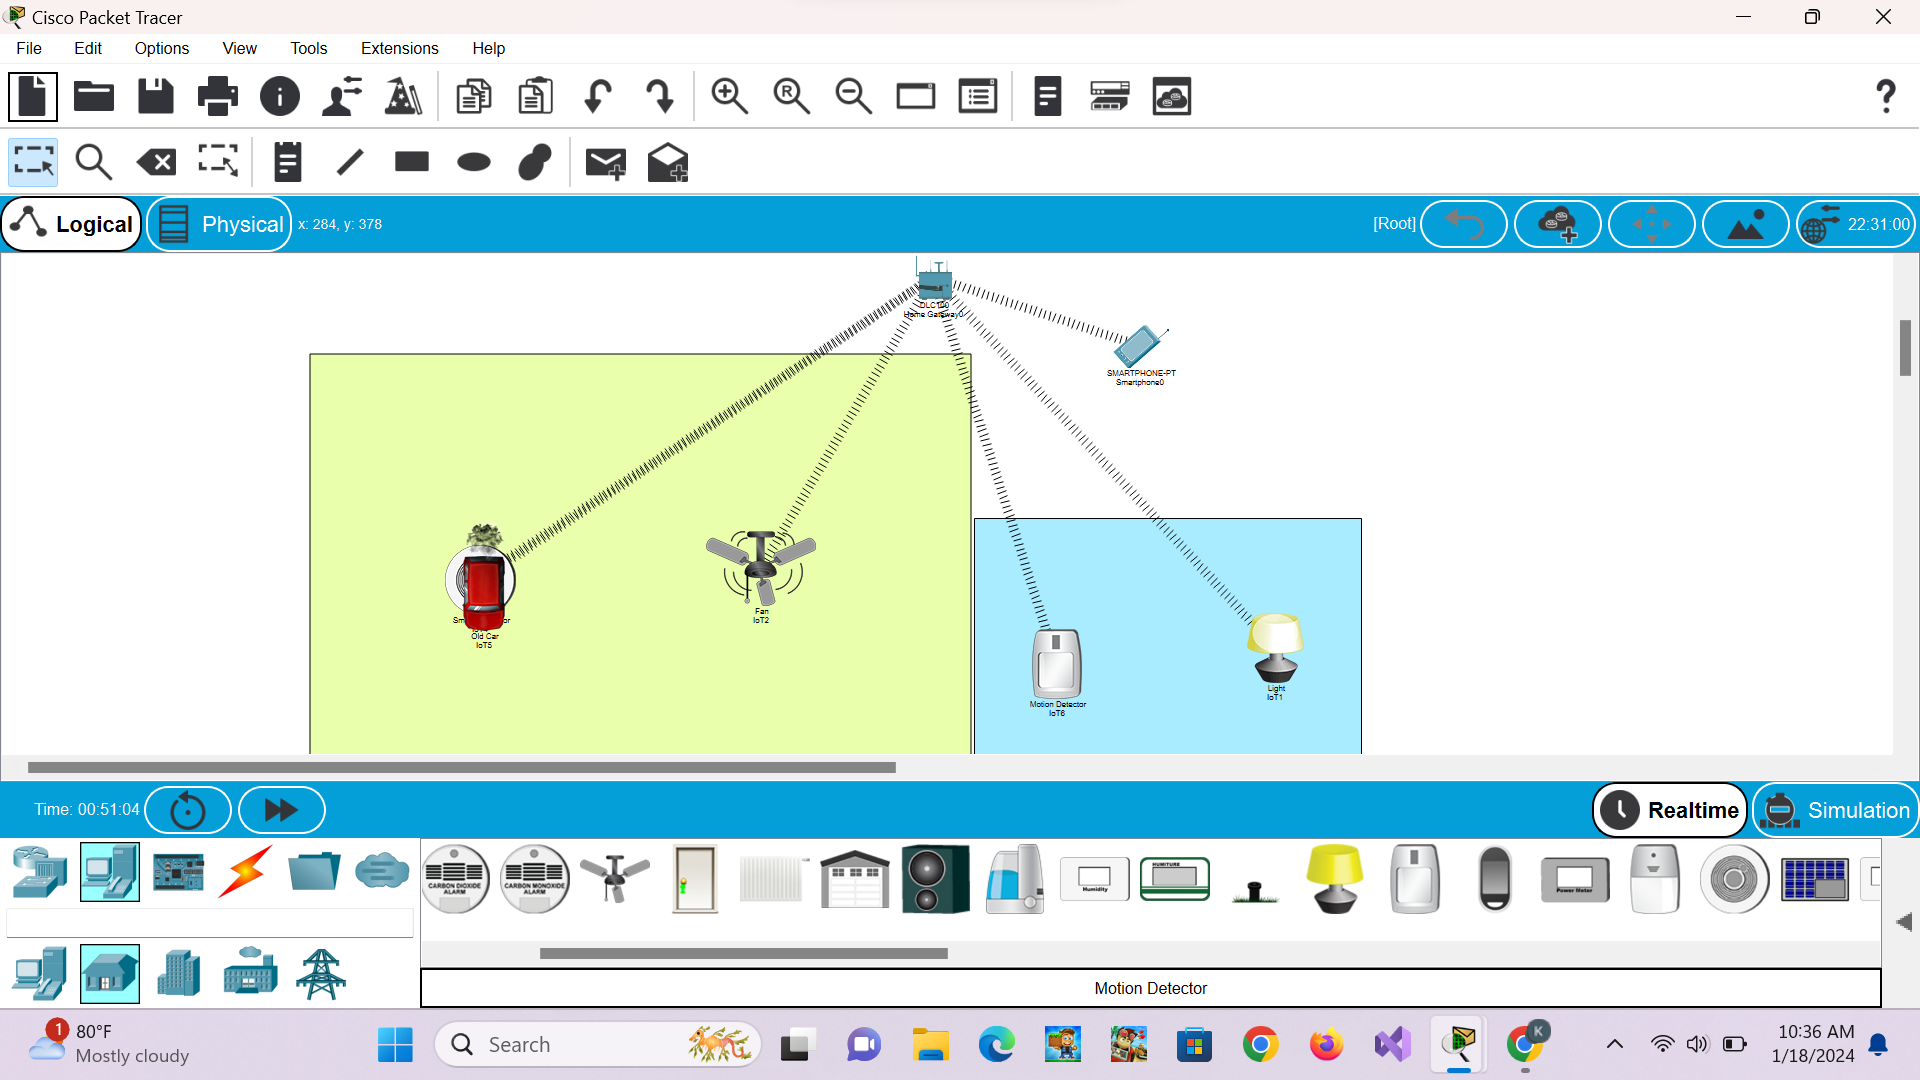 Cisco Packet Tracer
File Edit Options View Tools Extensions Help
Logical Physical x: 284, y: 378 [Root] 22:31:00
DLC100
Home Gateway0
SMARTPHONE-PT
Smartphone0
Old Car
IoT5
Fan
IoT2
Motion Detector
IoT6
Light
IoT1
Time: 00:51:04 Realtime Simulation
CARBON DIOXIDE
ALARM
CARBON MONOXIDE
ALARM
Humidity
HUMITURE
Power Meter
Motion Detector
1
80°F
Mostly cloudy
Search
K
10:36 AM
1/18/2024